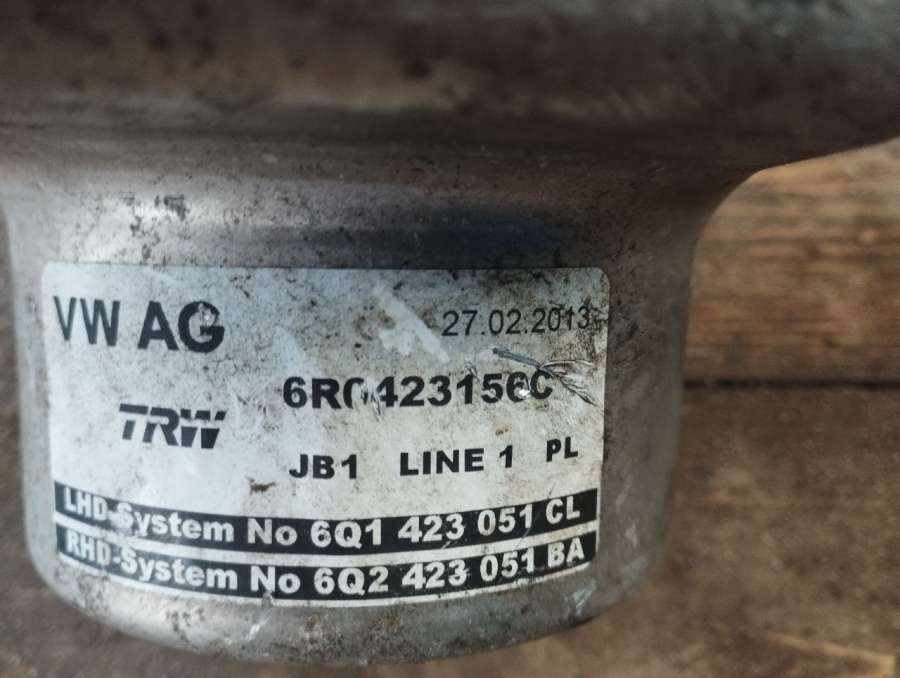 VW AG 27.02.2013
6R0423156C
TRW
JB1 LINE 1 PL
LHD-System No 6Q1 423 051 CL
RHD-System No 6Q2 423 051 BA